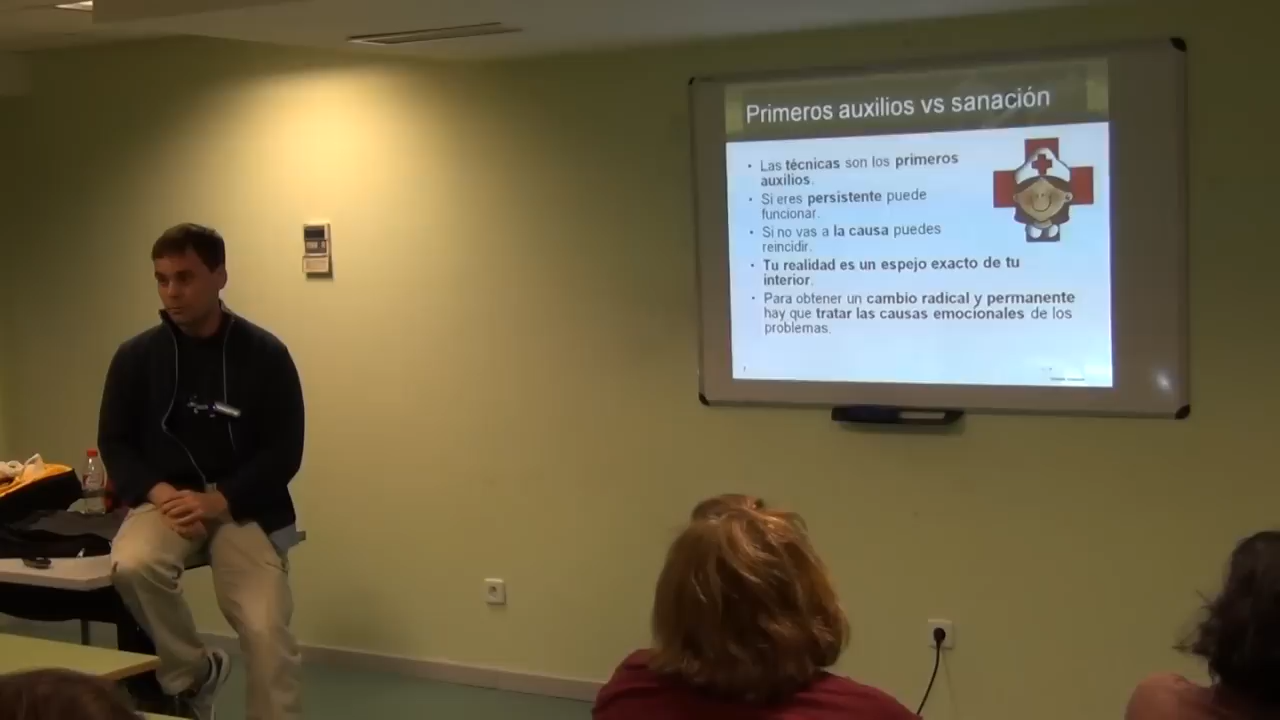 Primeros auxilios vs sanación
• Las técnicas son los primeros
auxilios.
• Si eres persistente puede
funcionar.
• Si no vas a la causa puedes
reincidir.
• Tu realidad es un espejo exacto de tu
interior.
• Para obtener un cambio radical y permanente
hay que tratar las causas emocionales de los
problemas.